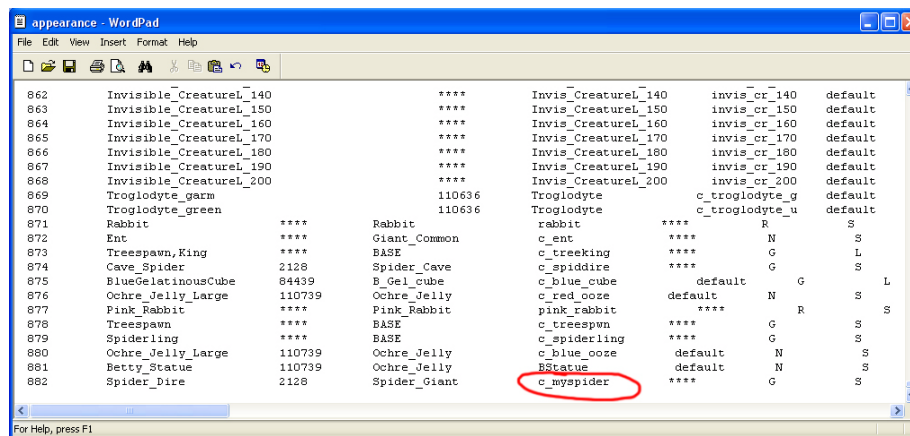 appearance - WordPad
File Edit View Insert Format Help
862 Invisible_CreatureL_140 **** Invis_CreatureL_140 invis_cr_140 default
863 Invisible_CreatureL_150 **** Invis_CreatureL_150 invis_cr_150 default
864 Invisible_CreatureL_160 **** Invis_CreatureL_160 invis_cr_160 default
865 Invisible_CreatureL_170 **** Invis_CreatureL_170 invis_cr_170 default
866 Invisible_CreatureL_180 **** Invis_CreatureL_180 invis_cr_180 default
867 Invisible_CreatureL_190 **** Invis_CreatureL_190 invis_cr_190 default
868 Invisible_CreatureL_200 **** Invis_CreatureL_200 invis_cr_200 default
869 Troglodyte_garm 110636 Troglodyte c_troglodyte_g default
870 Troglodyte_green 110636 Troglodyte c_troglodyte_u default
871 Rabbit **** Rabbit rabbit **** R S
872 Ent **** Giant_Common c_ent **** N S
873 Treespawn,King **** BASE c_treeking **** G L
874 Cave_Spider 2128 Spider_Cave c_spiddire **** G S
875 BlueGelatinousCube 84439 B_Gel_cube c_blue_cube default G L
876 Ochre_Jelly_Large 110739 Ochre_Jelly c_red_ooze default N S
877 Pink_Rabbit **** Pink_Rabbit pink_rabbit **** R S
878 Treespawn **** BASE c_treespwn **** G S
879 Spiderling **** BASE c_spiderling **** G S
880 Ochre_Jelly_Large 110739 Ochre_Jelly c_blue_ooze default N S
881 Betty_Statue 110739 Ochre_Jelly BStatue default N S
882 Spider_Dire 2128 Spider_Giant c_myspider **** G S
For Help, press F1